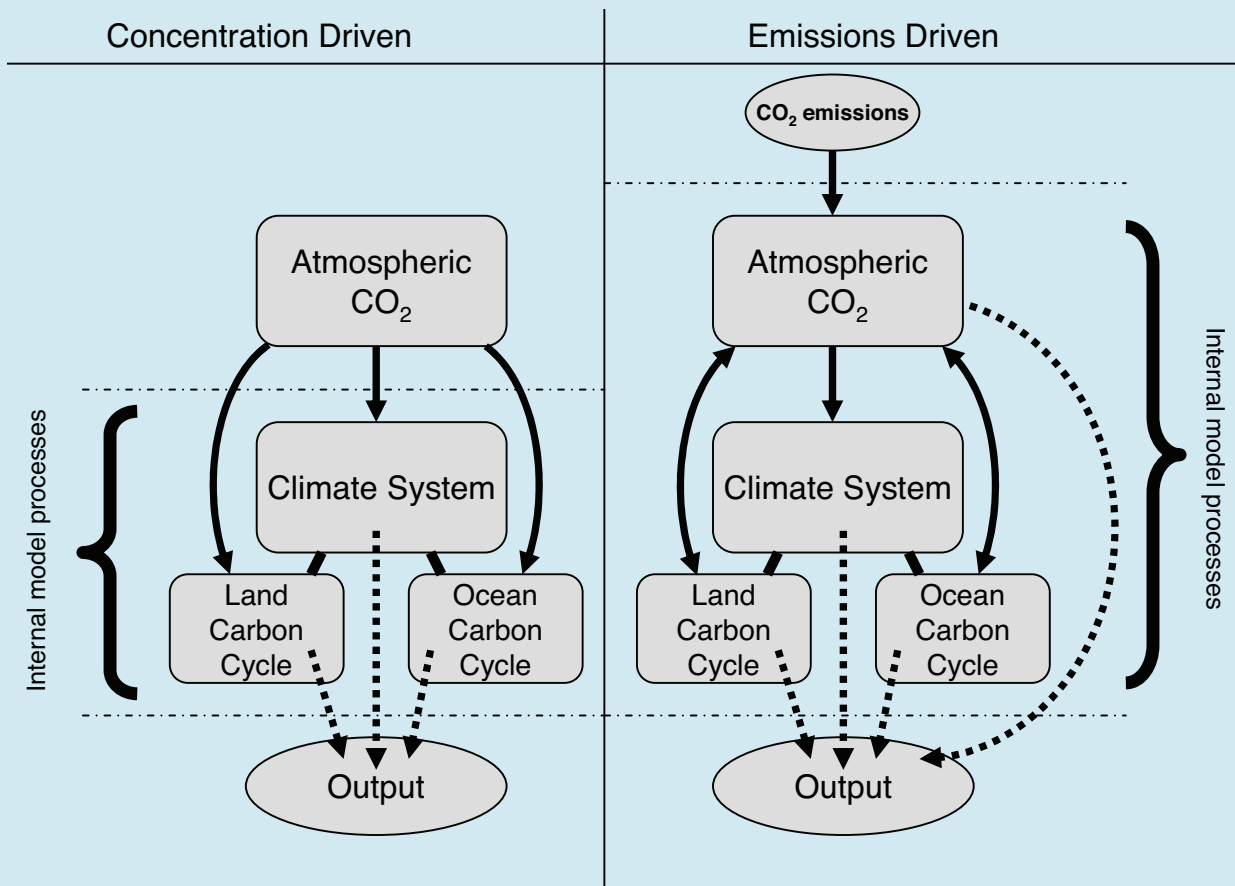 Concentration Driven
Emissions Driven
CO₂ emissions
Atmospheric
CO₂
Climate System
Land
Carbon
Cycle
Ocean
Carbon
Cycle
Output
Internal model processes
Atmospheric
CO₂
Climate System
Land
Carbon
Cycle
Ocean
Carbon
Cycle
Output
Internal model processes